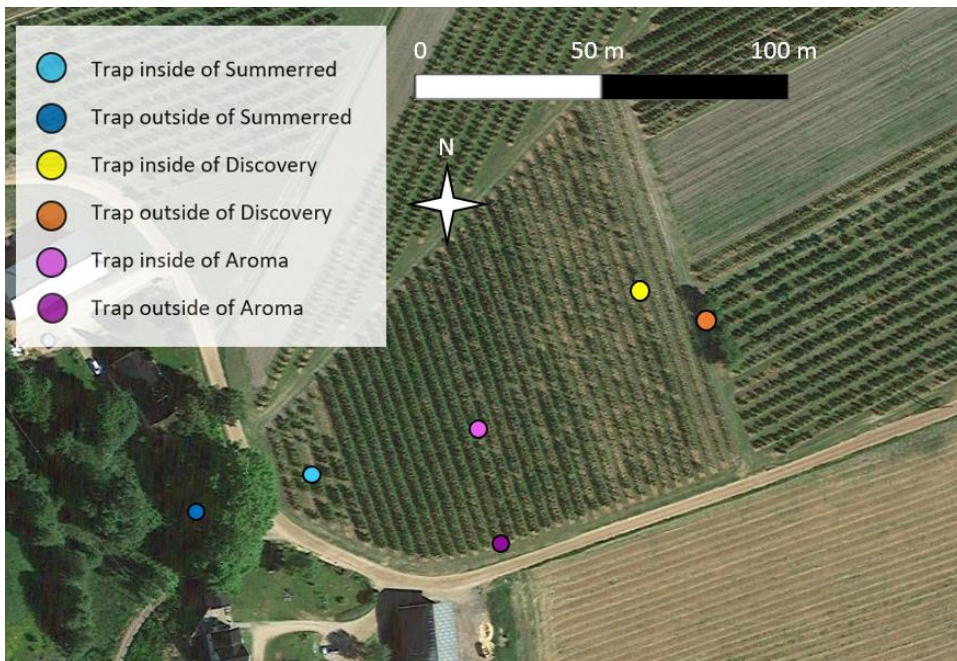 Trap inside of Summerred
Trap outside of Summerred
Trap inside of Discovery
Trap outside of Discovery
Trap inside of Aroma
Trap outside of Aroma
0 50 m 100 m
N